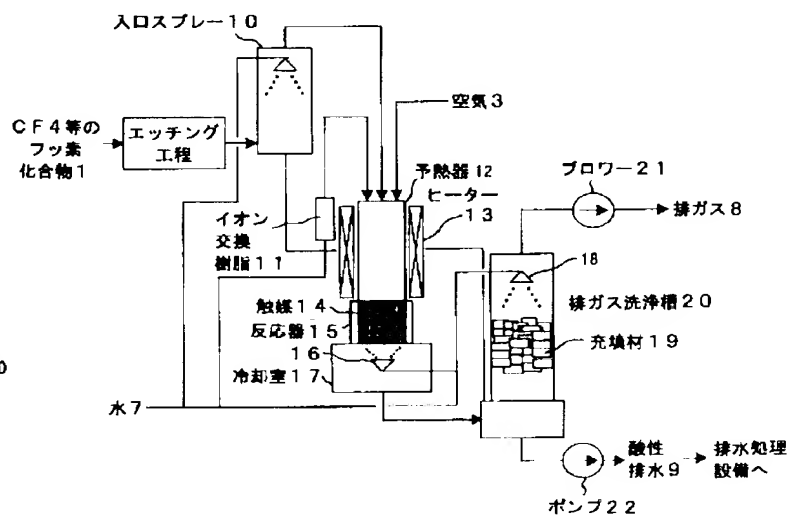 入口スプレー10
空気3
CF4等の
フッ素
化合物1
エッチング
工程
予熱器12
ヒーター
13
ブロワー21
排ガス8
イオン
交換
樹脂11
18
排ガス洗浄槽20
触媒14
反応器15
16
冷却室17
充填材19
水7
酸性
排水9
排水処理
設備へ
ポンプ22